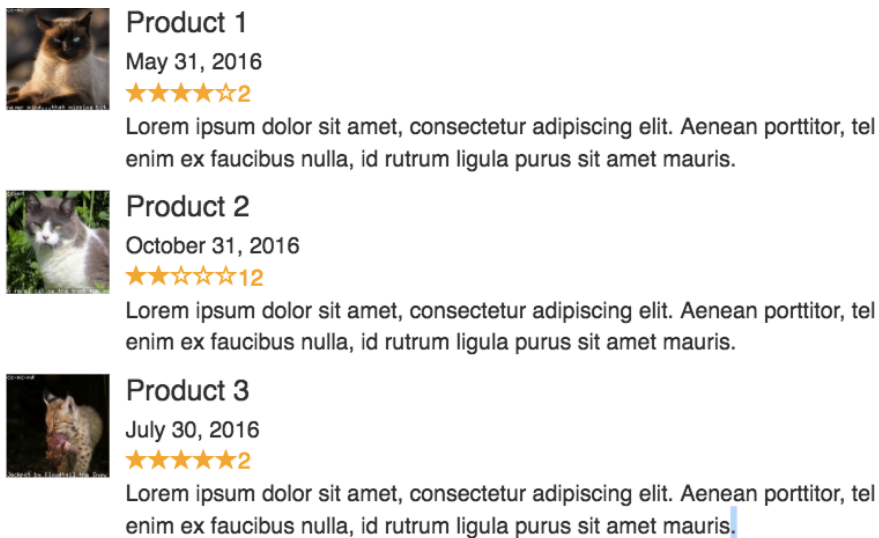 Product 1
May 31, 2016
★★★★☆2
Lorem ipsum dolor sit amet, consectetur adipiscing elit. Aenean porttitor, tel
enim ex faucibus nulla, id rutrum ligula purus sit amet mauris.
Product 2
October 31, 2016
★★☆☆☆12
Lorem ipsum dolor sit amet, consectetur adipiscing elit. Aenean porttitor, tel
enim ex faucibus nulla, id rutrum ligula purus sit amet mauris.
Product 3
July 30, 2016
★★★★★2
Lorem ipsum dolor sit amet, consectetur adipiscing elit. Aenean porttitor, tel
enim ex faucibus nulla, id rutrum ligula purus sit amet mauris.